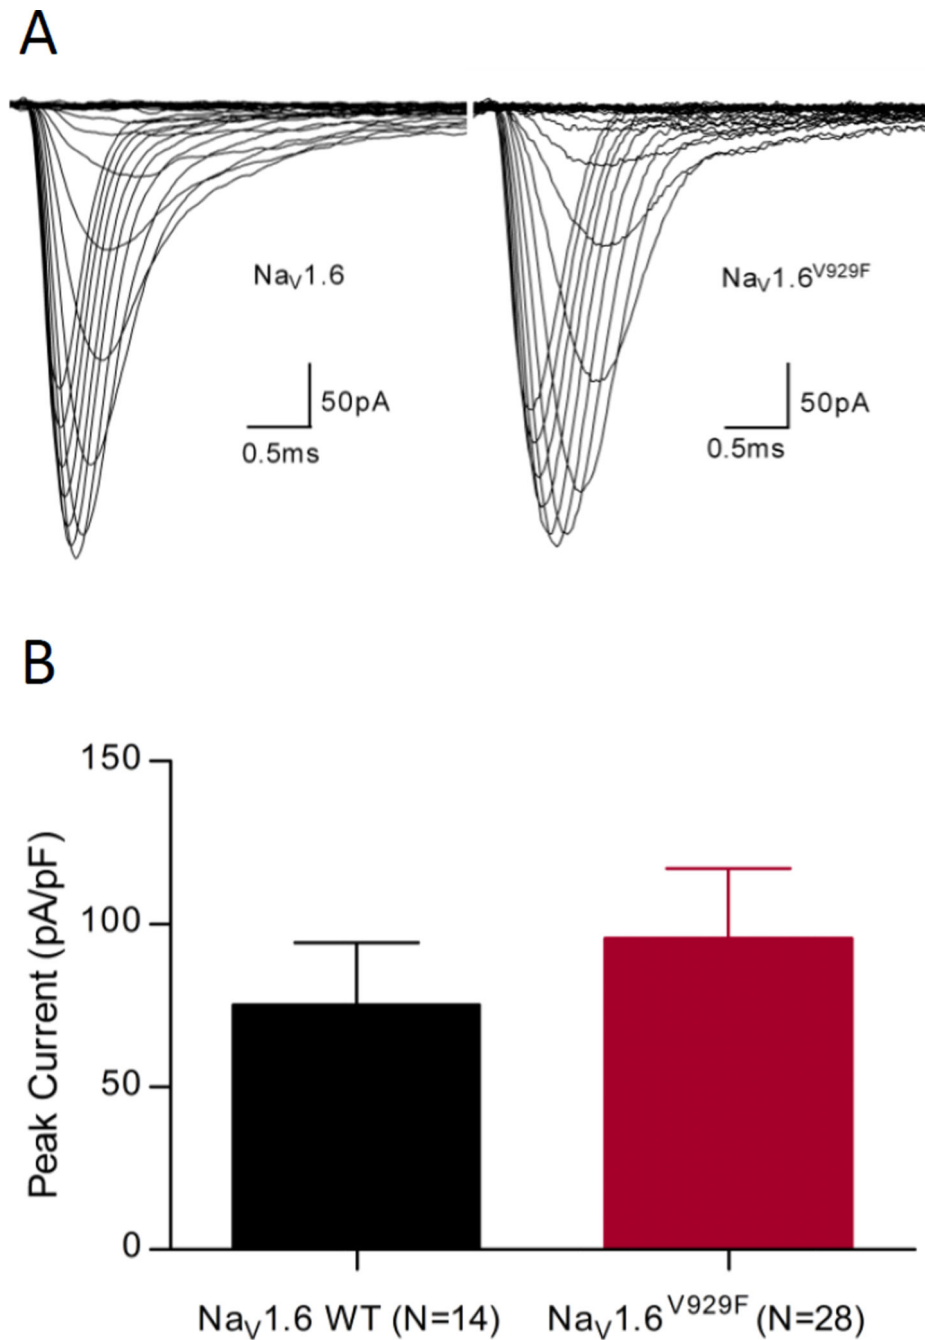 A
Nav1.6
50pA
0.5ms
Nav1.6V929F
50pA
0.5ms
B
Peak Current (pA/pF)
150
100
50
0
Nav1.6 WT (N=14)
Nav1.6V929F (N=28)